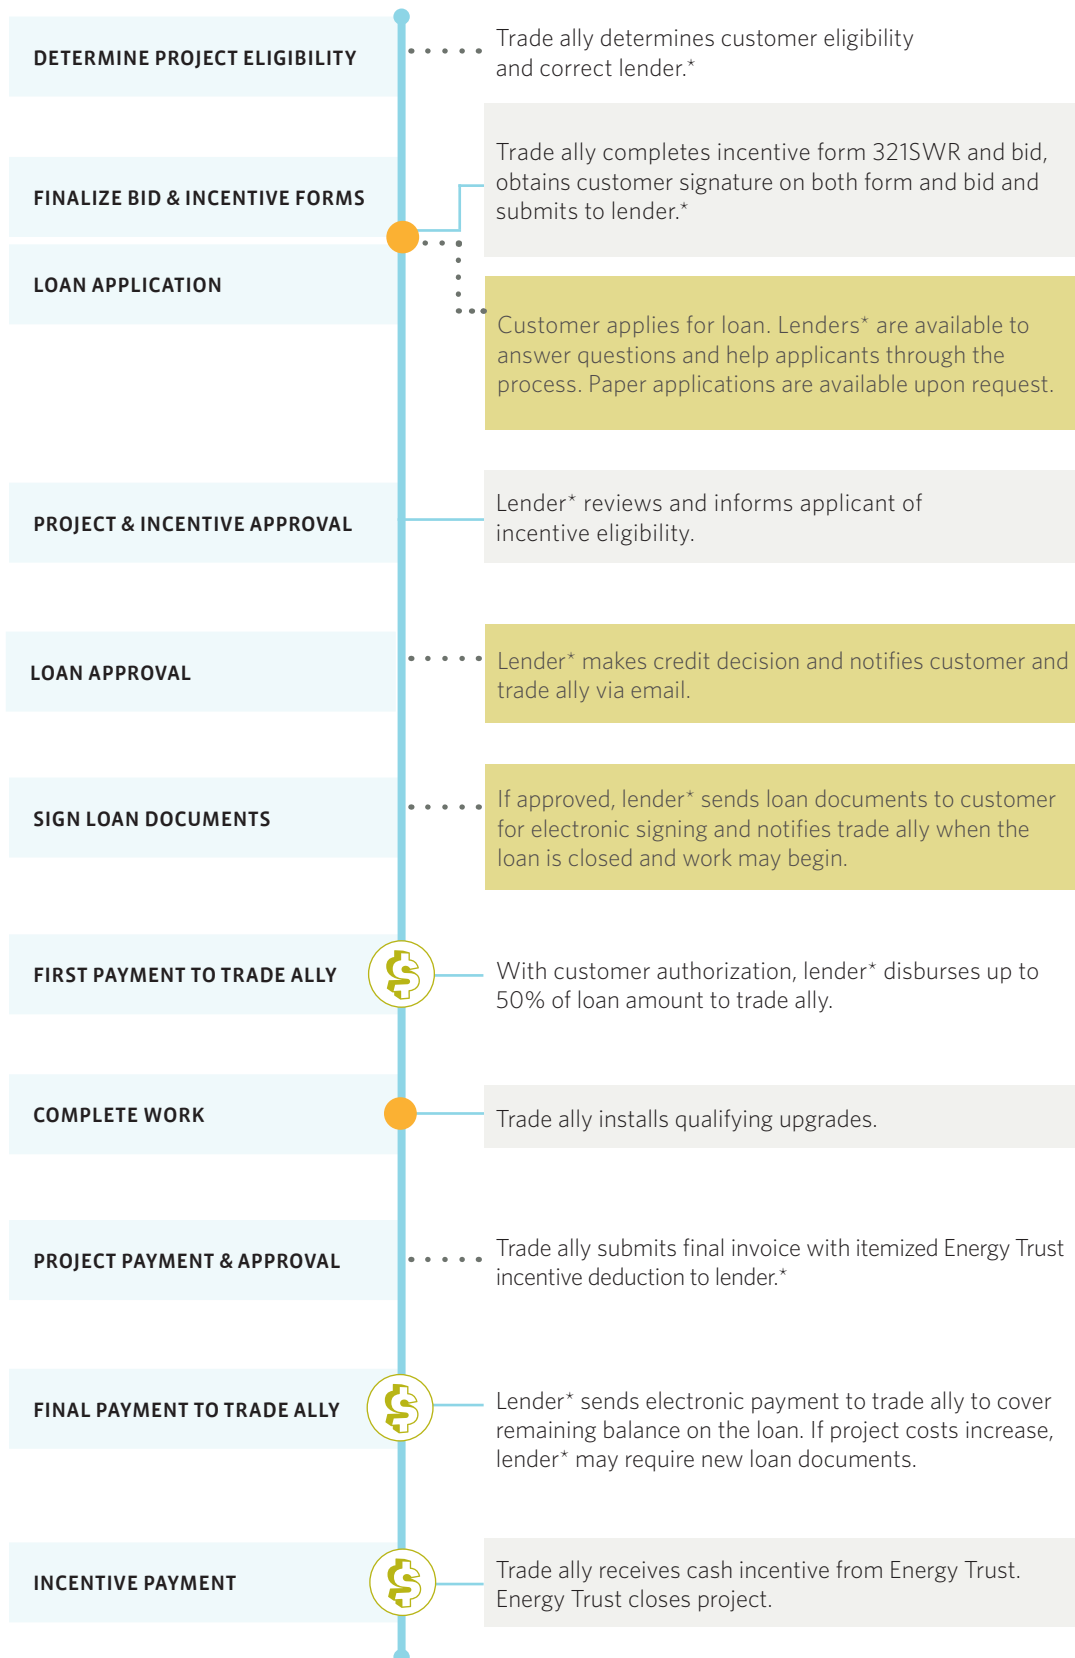 DETERMINE PROJECT ELIGIBILITY
Trade ally determines customer eligibility
and correct lender.*
FINALIZE BID & INCENTIVE FORMS
Trade ally completes incentive form 321SWR and bid,
obtains customer signature on both form and bid and
submits to lender.*
LOAN APPLICATION
Customer applies for loan. Lenders* are available to
answer questions and help applicants through the
process. Paper applications are available upon request.
PROJECT & INCENTIVE APPROVAL
Lender* reviews and informs applicant of
incentive eligibility.
LOAN APPROVAL
Lender* makes credit decision and notifies customer and
trade ally via email.
SIGN LOAN DOCUMENTS
If approved, lender* sends loan documents to customer
for electronic signing and notifies trade ally when the
loan is closed and work may begin.
FIRST PAYMENT TO TRADE ALLY
$
With customer authorization, lender* disburses up to
50% of loan amount to trade ally.
COMPLETE WORK
Trade ally installs qualifying upgrades.
PROJECT PAYMENT & APPROVAL
Trade ally submits final invoice with itemized Energy Trust
incentive deduction to lender.*
FINAL PAYMENT TO TRADE ALLY
$
Lender* sends electronic payment to trade ally to cover
remaining balance on the loan. If project costs increase,
lender* may require new loan documents.
INCENTIVE PAYMENT
$
Trade ally receives cash incentive from Energy Trust.
Energy Trust closes project.